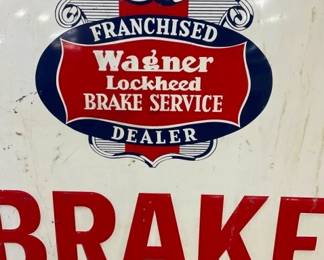 FRANCHISED
Wagner
Lockheed
BRAKE SERVICE
DEALER
BRAKE